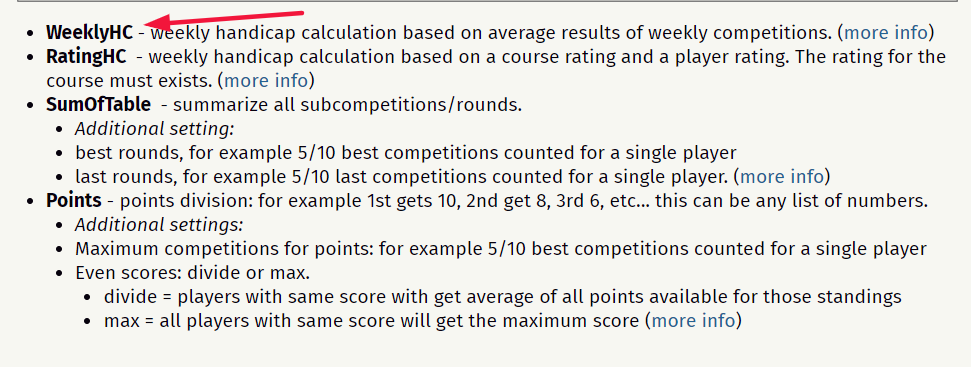 WeeklyHC - weekly handicap calculation based on average results of weekly competitions. (more info)
RatingHC - weekly handicap calculation based on a course rating and a player rating. The rating for the
course must exists. (more info)
SumOfTable - summarize all subcompetitions/rounds.
Additional setting:
best rounds, for example 5/10 best competitions counted for a single player
last rounds, for example 5/10 last competitions counted for a single player. (more info)
Points - points division: for example 1st gets 10, 2nd get 8, 3rd 6, etc... this can be any list of numbers.
Additional settings:
Maximum competitions for points: for example 5/10 best competitions counted for a single player
Even scores: divide or max.
divide = players with same score with get average of all points available for those standings
max = all players with same score will get the maximum score (more info)